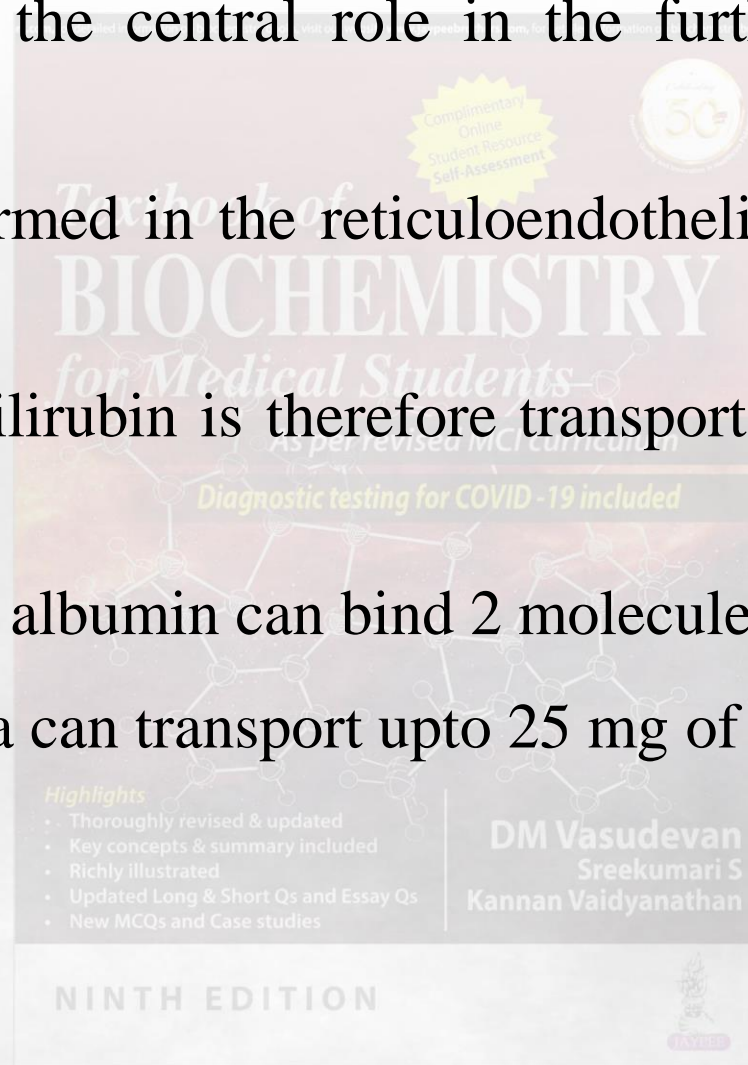 the central role in the furt
Complimentary
Online
Student Resource
Self-Assessment
50
Textbook of
rmed in the reticuloendotheli
BIOCHEMISTRY
for Medical Students
ilirubin is therefore transport
As per revised MCI curriculum
Diagnostic testing for COVID -19 included
albumin can bind 2 molecule
a can transport upto 25 mg of
Highlights
• Thoroughly revised & updated
• Key concepts & summary included
• Richly illustrated
• Updated Long & Short Qs and Essay Qs
• New MCQs and Case studies
DM Vasudevan
Sreekumari S
Kannan Vaidyanathan
NINTH EDITION
JAYPEE